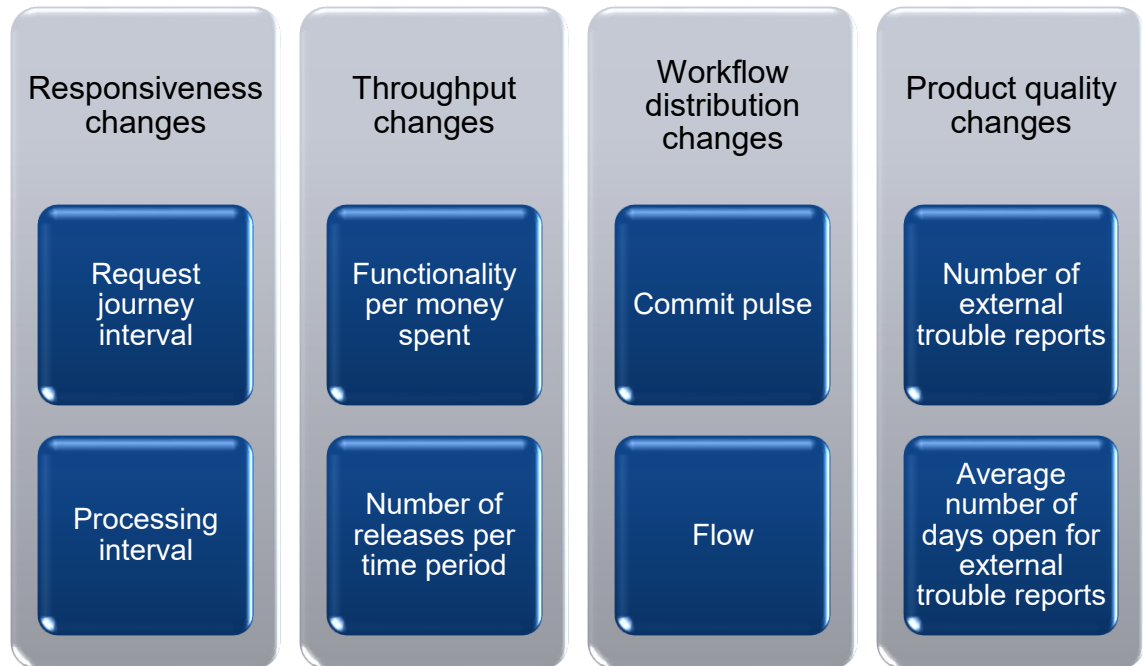 Responsiveness
changes
Request
journey
interval
Processing
interval
Throughput
changes
Functionality
per money
spent
Number of
releases per
time period
Workflow
distribution
changes
Commit pulse
Flow
Product quality
changes
Number of
external
trouble reports
Average
number of
days open for
external
trouble reports